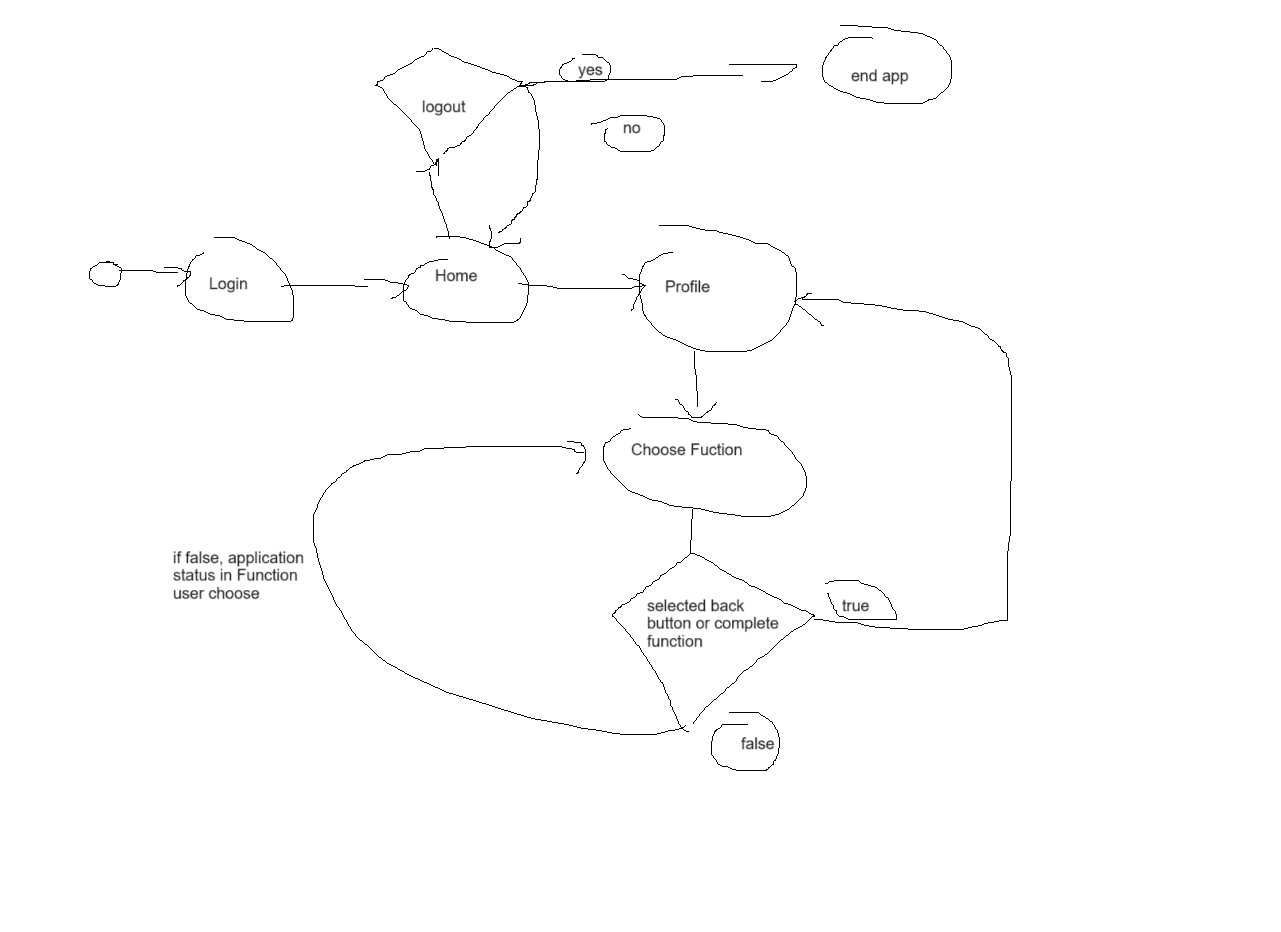 yes
end app
logout
no
Login
Home
Profile
Choose Fuction
if false, application
status in Function
user choose
selected back
button or complete
function
true
false